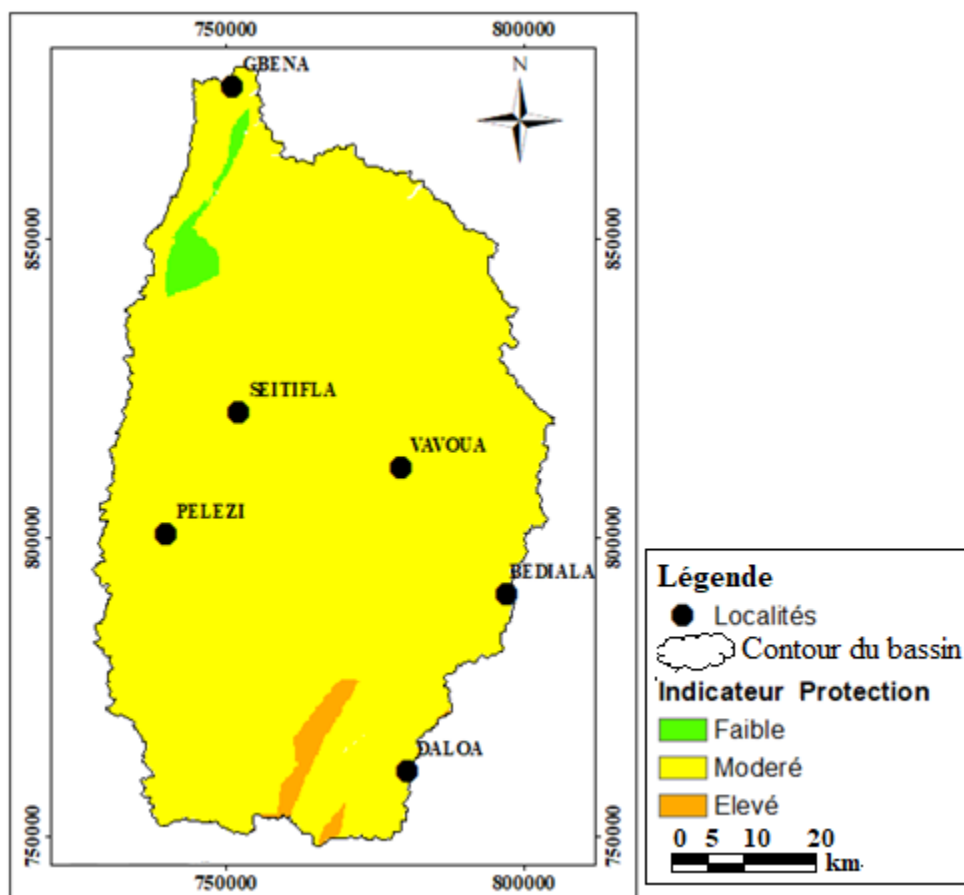 750000 800000
GBENA
N
850000 850000
SEITIFLA
VAVOUA
PELEZI
800000 800000
BEDIALA
DALOA
750000 750000
750000 800000
Légende
Localités
Contour du bassin
Indicateur Protection
Faible
Moderé
Elevé
0 5 10 20
km